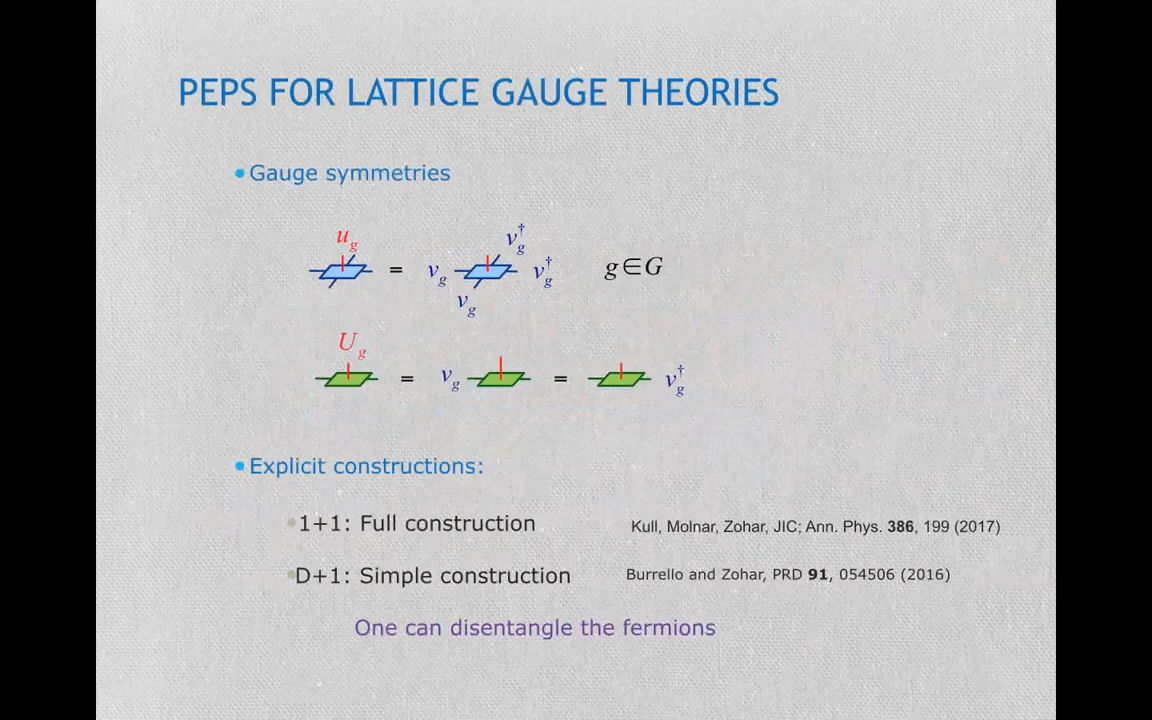 PEPS FOR LATTICE GAUGE THEORIES
• Gauge symmetries
u_g = v_g v_g v_g† v_g† g∈G
U_g = v_g = v_g†
• Explicit constructions:
• 1+1: Full construction Kull, Molnar, Zohar, JIC; Ann. Phys. 386, 199 (2017)
• D+1: Simple construction Burrello and Zohar, PRD 91, 054506 (2016)
One can disentangle the fermions